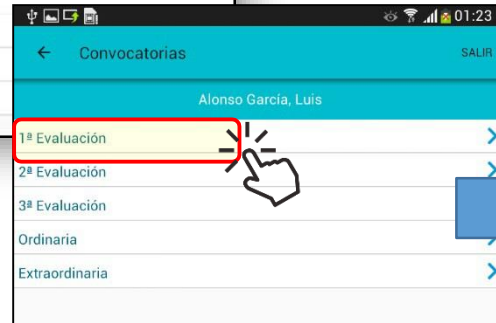 01:23
Convocatorias SALIR
Alonso García, Luis
1ª Evaluación
2ª Evaluación
3ª Evaluación
Ordinaria
Extraordinaria